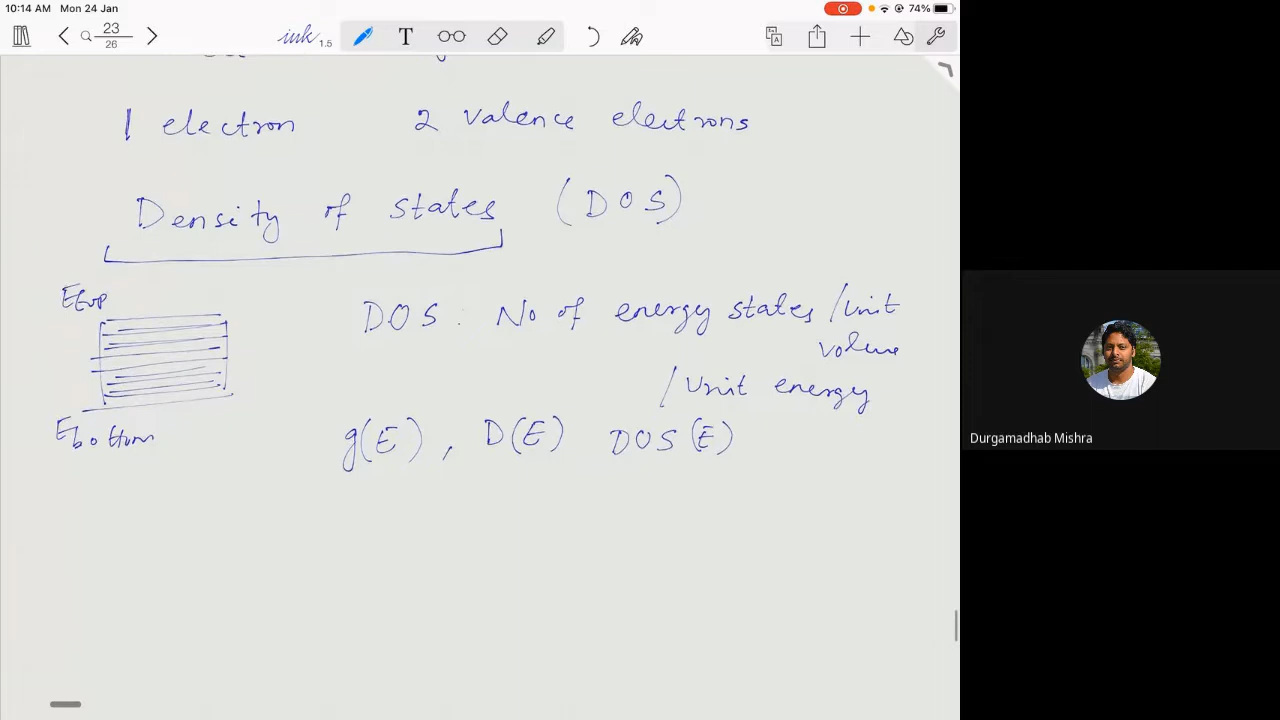 10:14 AM Mon 24 Jan
74%
23
26
ink 1.5
T
1 electron 2 valence electrons
Density of states (DOS)
Etop
DOS : No of energy states / Unit
volume
/ Unit energy
Ebottom
g(E) , D(E) DOS (E)
Durgamadhab Mishra